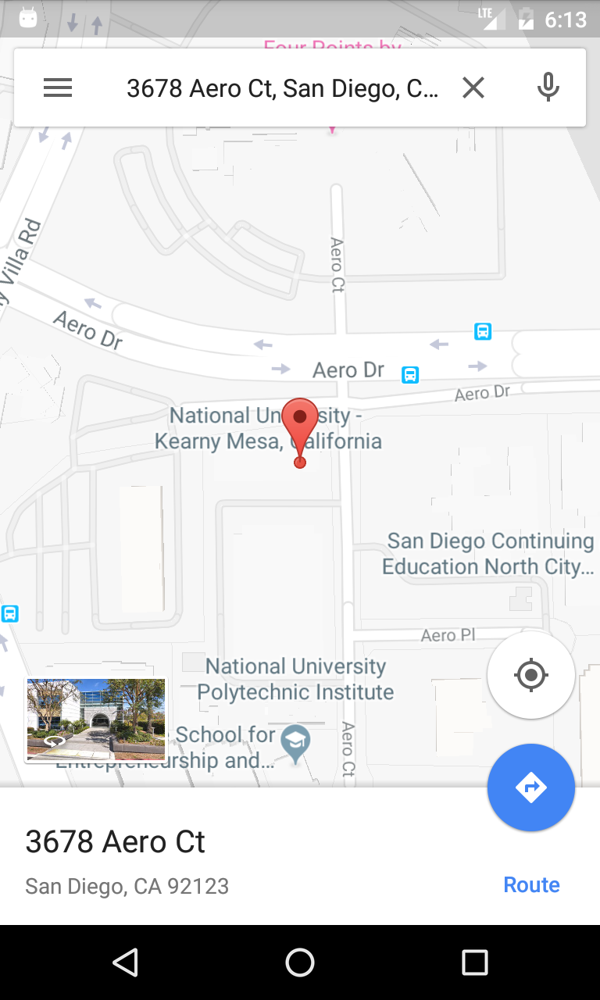 LTE
6:13
Four Points by
3678 Aero Ct, San Diego, C...
Villa Rd
Aero Ct
Aero Dr
Aero Dr
Aero Dr
National University -
Kearny Mesa, California
San Diego Continuing
Education North City...
Aero Pl
National University
Polytechnic Institute
School for
Entrepreneurship and...
Aero Ct
3678 Aero Ct
San Diego, CA 92123
Route